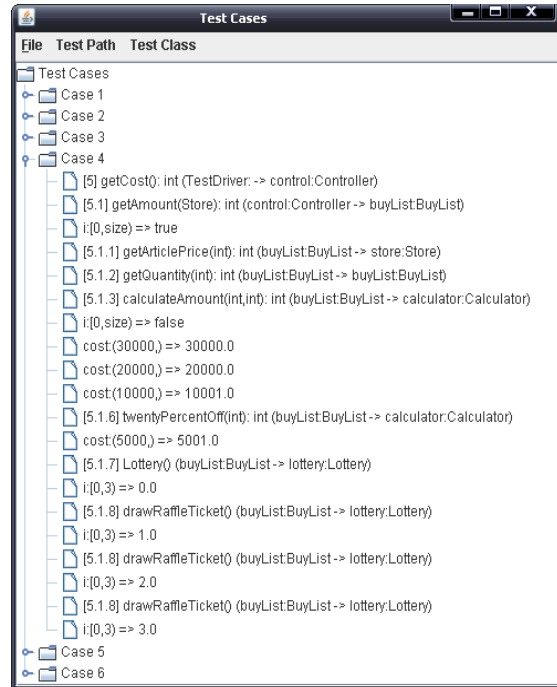 Test Cases
File Test Path Test Class
Test Cases
Case 1
Case 2
Case 3
Case 4
[5] getCost(): int (TestDriver: -> control:Controller)
[5.1] getAmount(Store): int (control:Controller -> buyList:BuyList)
i:[0,size) => true
[5.1.1] getArticlePrice(int): int (buyList:BuyList -> store:Store)
[5.1.2] getQuantity(int): int (buyList:BuyList -> buyList:BuyList)
[5.1.3] calculateAmount(int,int): int (buyList:BuyList -> calculator:Calculator)
i:[0,size) => false
cost:(30000,) => 30000.0
cost:(20000,) => 20000.0
cost:(10000,) => 10001.0
[5.1.6] twentyPercentOff(int): int (buyList:BuyList -> calculator:Calculator)
cost:(5000,) => 5001.0
[5.1.7] Lottery() (buyList:BuyList -> lottery:Lottery)
i:[0,3) => 0.0
[5.1.8] drawRaffleTicket() (buyList:BuyList -> lottery:Lottery)
i:[0,3) => 1.0
[5.1.8] drawRaffleTicket() (buyList:BuyList -> lottery:Lottery)
i:[0,3) => 2.0
[5.1.8] drawRaffleTicket() (buyList:BuyList -> lottery:Lottery)
i:[0,3) => 3.0
Case 5
Case 6